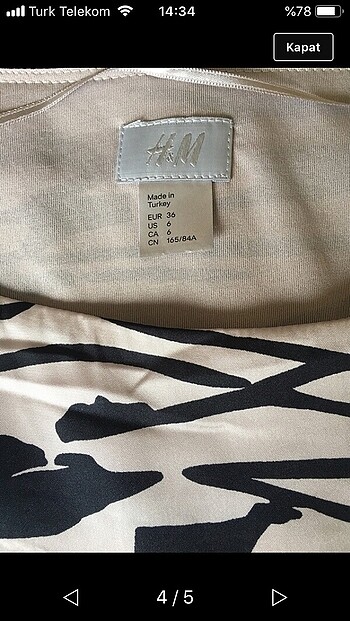 Turk Telekom 14:34 %78
Kapat
H&M
Made in
Turkey
EUR 36
US 6
CA 6
CN 165/84A
4/5